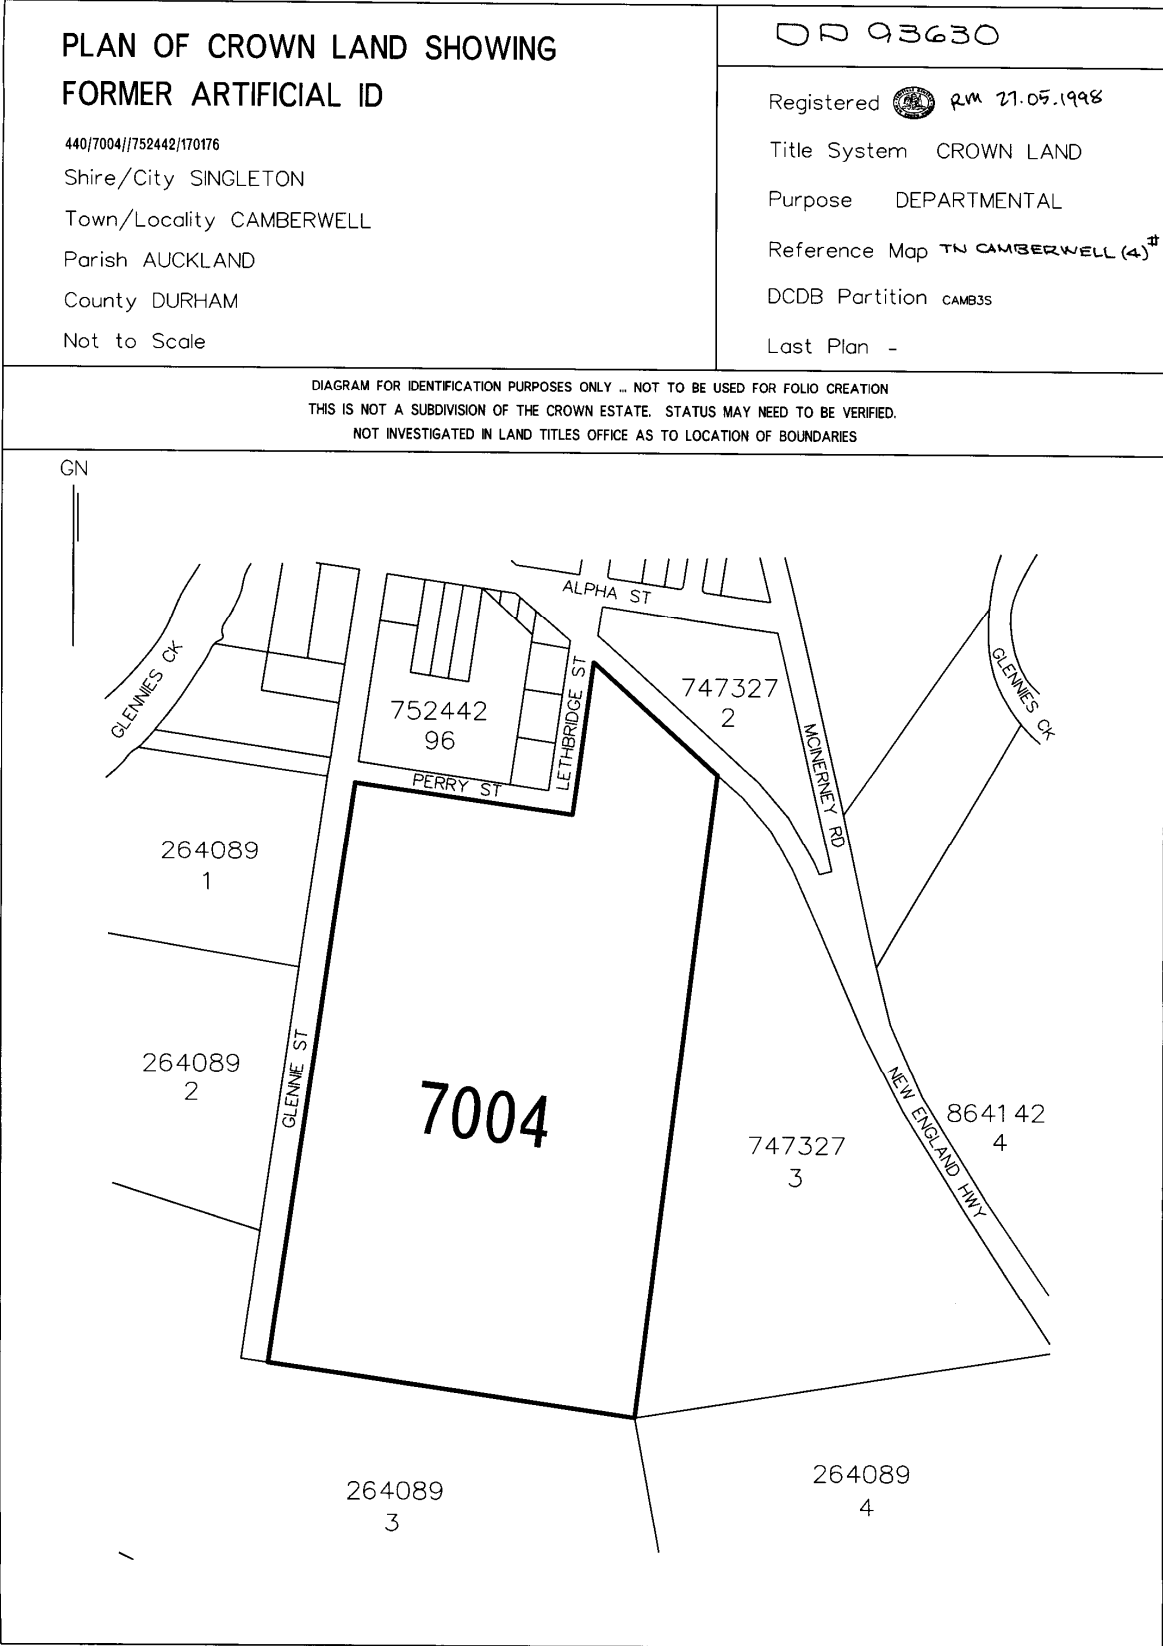 PLAN OF CROWN LAND SHOWING
FORMER ARTIFICIAL ID
440/7004//752442/170176
Shire/City SINGLETON
Town/Locality CAMBERWELL
Parish AUCKLAND
County DURHAM
Not to Scale
DP 93630
Registered RM 27.05.1998
Title System CROWN LAND
Purpose DEPARTMENTAL
Reference Map TN CAMBERWELL (4)#
DCDB Partition CAMB3S
Last Plan -
DIAGRAM FOR IDENTIFICATION PURPOSES ONLY ... NOT TO BE USED FOR FOLIO CREATION
THIS IS NOT A SUBDIVISION OF THE CROWN ESTATE. STATUS MAY NEED TO BE VERIFIED.
NOT INVESTIGATED IN LAND TITLES OFFICE AS TO LOCATION OF BOUNDARIES
GN
ALPHA ST
GLENNIES CK
GLENNIES CK
LETHBRIDGE ST
747327
2
752442
96
MCINERNEY RD
PERRY ST
264089
1
GLENNIE ST
264089
2
7004
NEW ENGLAND HWY
864142
4
747327
3
264089
3
264089
4